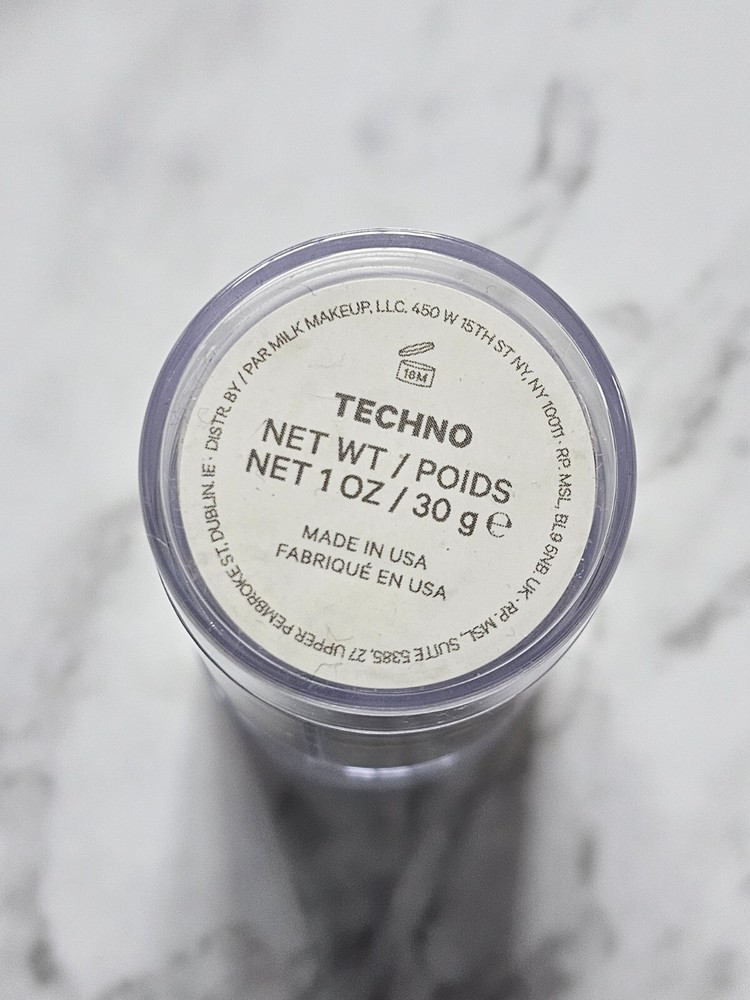 18M
TECHNO
NET WT / POIDS
NET 1 OZ / 30 g ℮
MADE IN USA
FABRIQUÉ EN USA
DISTR. BY / PAR MILK MAKEUP, LLC. 450 W 15TH ST NY, NY 10011 · RP: MSL, BL9 6NB. UK · RP: MSL, SUITE 5385, 27 UPPER PEMBROKE ST, DUBLIN. IE ·